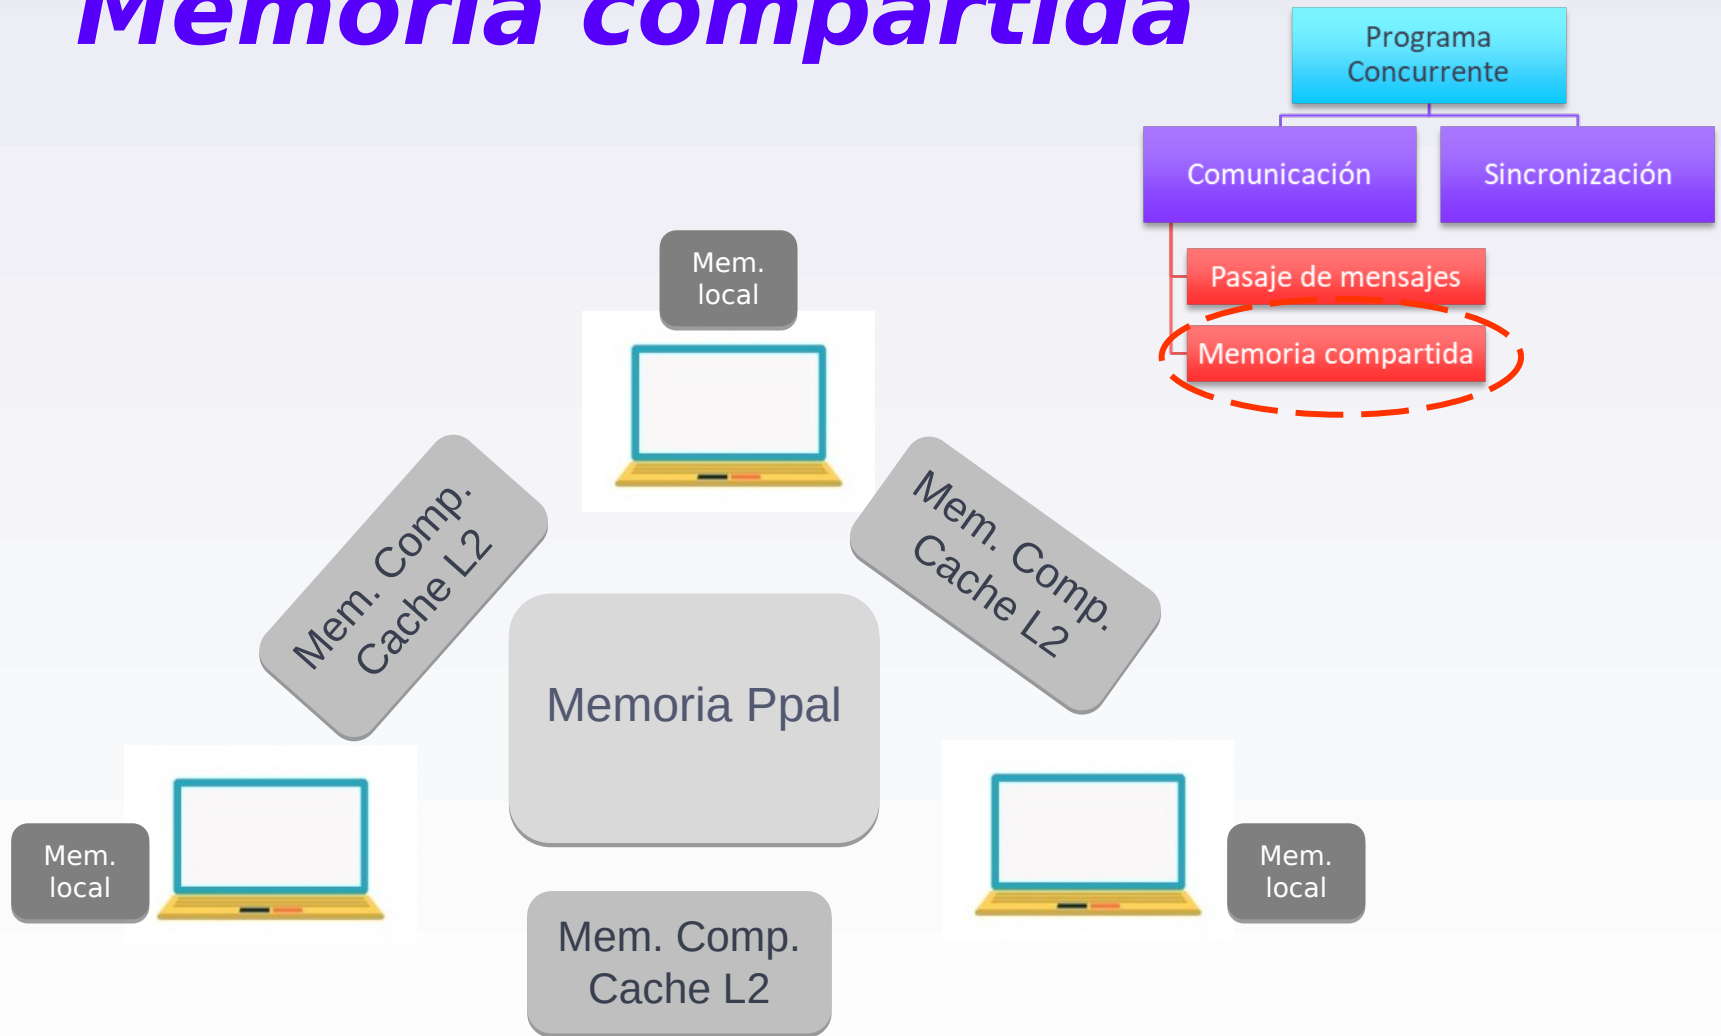 Memoria compartida
Programa
Concurrente
Comunicación
Sincronización
Pasaje de mensajes
Memoria compartida
Mem.
local
Mem. Comp.
Cache L2
Mem. Comp.
Cache L2
Memoria Ppal
Mem.
local
Mem.
local
Mem. Comp.
Cache L2